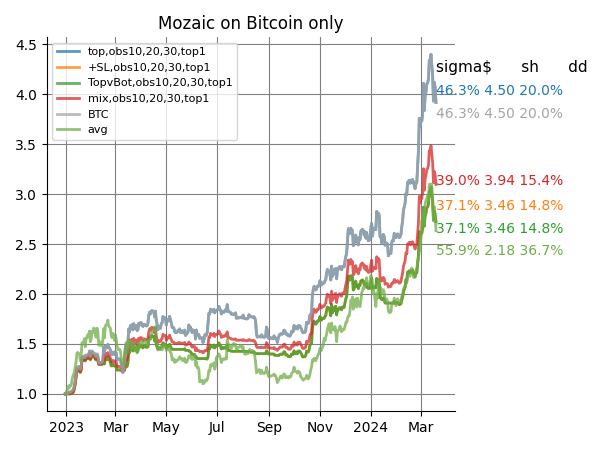 Mozaic on Bitcoin only
4.5
4.0
3.5
3.0
2.5
2.0
1.5
1.0
top,obs10,20,30,top1
+SL,obs10,20,30,top1
TopvBot,obs10,20,30,top1
mix,obs10,20,30,top1
BTC
avg
sigma$ sh dd
46.3% 4.50 20.0%
46.3% 4.50 20.0%
39.0% 3.94 15.4%
37.1% 3.46 14.8%
37.1% 3.46 14.8%
55.9% 2.18 36.7%
2023 Mar May Jul Sep Nov 2024 Mar